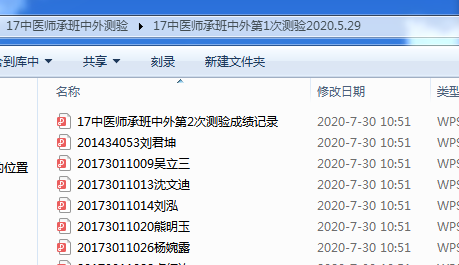 17中医师承班中外测验 17中医师承班中外第1次测验2020.5.29
到库中 共享 刻录 新建文件夹
名称 修改日期 类型
17中医师承班中外第2次测验成绩记录 2020-7-30 10:51 WPS
201434053刘君坤 2020-7-30 10:51 WPS
的位置 20173011009吴立三 2020-7-30 10:51 WPS
20173011013沈文迪 2020-7-30 10:51 WPS
20173011014刘泓 2020-7-30 10:51 WPS
20173011020熊明玉 2020-7-30 10:51 WPS
20173011026杨婉露 2020-7-30 10:51 WPS